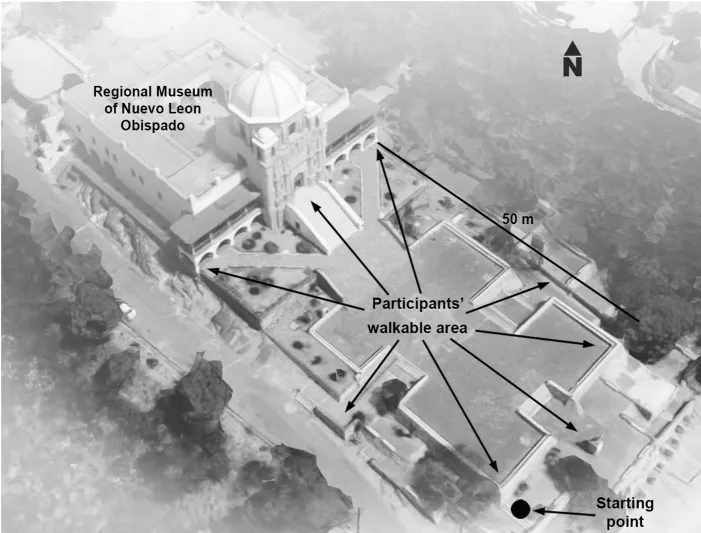 Regional Museum
of Nuevo Leon
Obispado
N
50 m
Participants'
walkable area
Starting
point